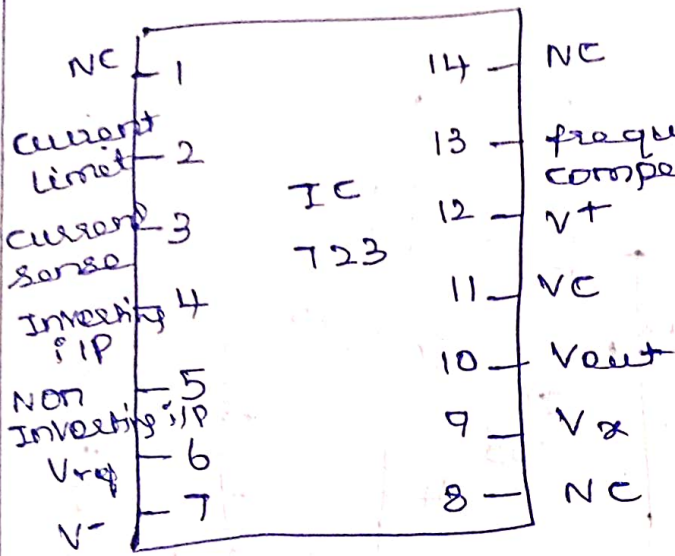 NC 1
Current
limit 2
Current 3
sense
Inverting 4
i/P
Non 5
Inverting i/P
Vref 6
V- 7
IC
723
14 NC
13 frequ
compe
12 V+
11 VC
10 Vout
9 Vz
8 NC